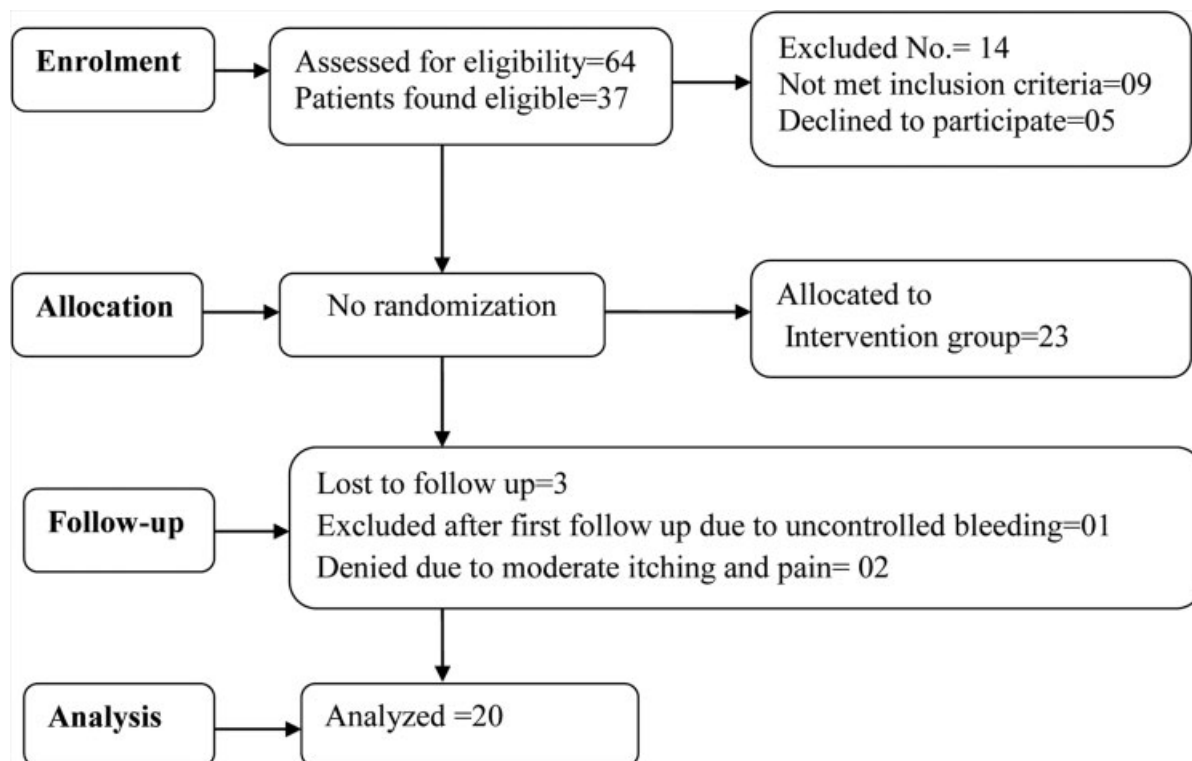 Enrolment
Assessed for eligibility=64
Patients found eligible=37
Excluded No.= 14
Not met inclusion criteria=09
Declined to participate=05
Allocation
No randomization
Allocated to
Intervention group=23
Follow-up
Lost to follow up=3
Excluded after first follow up due to uncontrolled bleeding=01
Denied due to moderate itching and pain= 02
Analysis
Analyzed =20